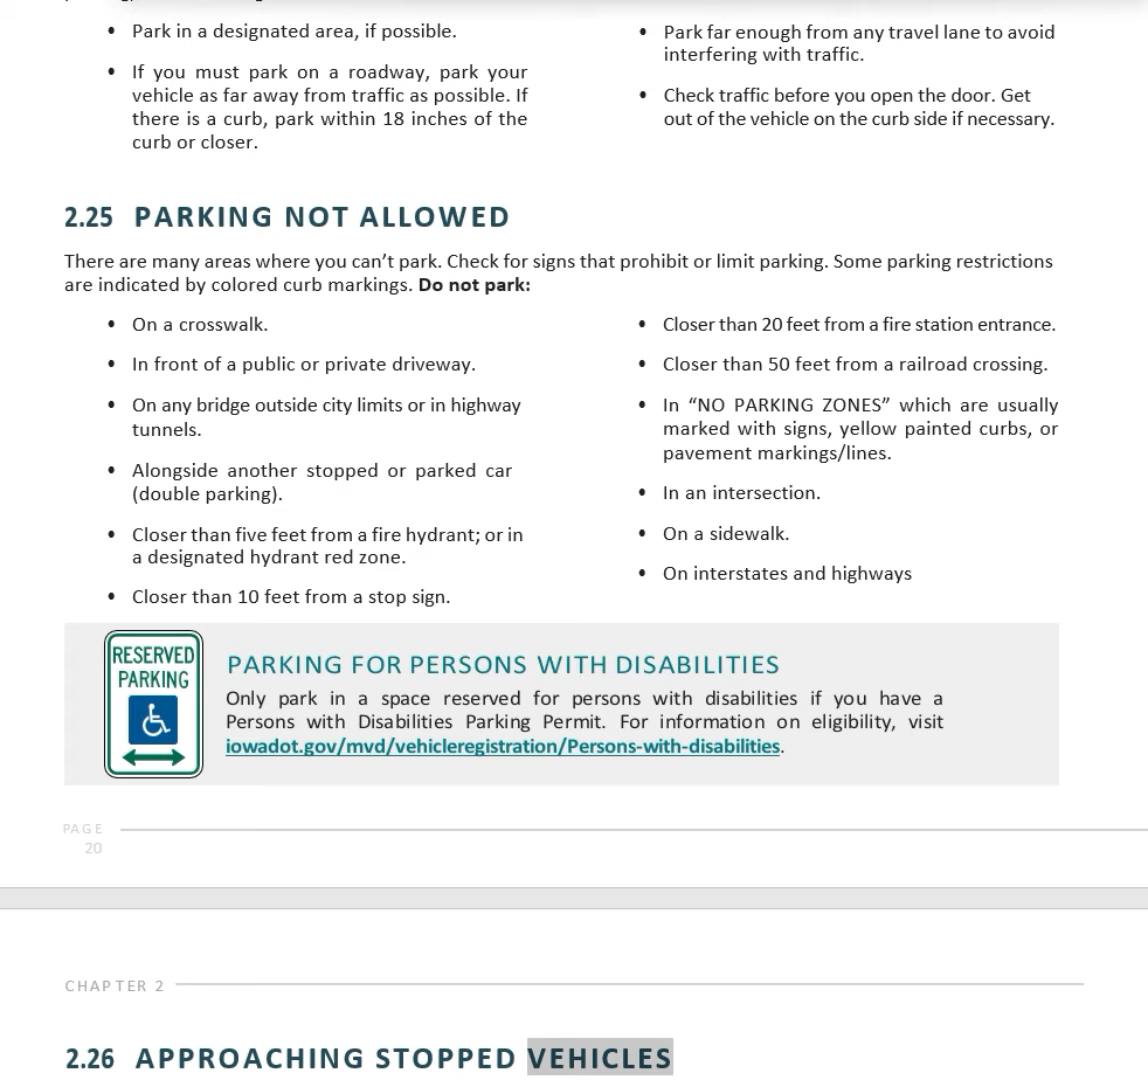 • Park in a designated area, if possible.
• If you must park on a roadway, park your
vehicle as far away from traffic as possible. If
there is a curb, park within 18 inches of the
curb or closer.
• Park far enough from any travel lane to avoid
interfering with traffic.
• Check traffic before you open the door. Get
out of the vehicle on the curb side if necessary.
2.25 PARKING NOT ALLOWED
There are many areas where you can’t park. Check for signs that prohibit or limit parking. Some parking restrictions
are indicated by colored curb markings. Do not park:
• On a crosswalk.
• In front of a public or private driveway.
• On any bridge outside city limits or in highway
tunnels.
• Alongside another stopped or parked car
(double parking).
• Closer than five feet from a fire hydrant; or in
a designated hydrant red zone.
• Closer than 10 feet from a stop sign.
• Closer than 20 feet from a fire station entrance.
• Closer than 50 feet from a railroad crossing.
• In “NO PARKING ZONES” which are usually
marked with signs, yellow painted curbs, or
pavement markings/lines.
• In an intersection.
• On a sidewalk.
• On interstates and highways
RESERVED
PARKING
PARKING FOR PERSONS WITH DISABILITIES
Only park in a space reserved for persons with disabilities if you have a
Persons with Disabilities Parking Permit. For information on eligibility, visit
iowadot.gov/mvd/vehicleregistration/Persons-with-disabilities.
PAGE
20
CHAPTER 2
2.26 APPROACHING STOPPED VEHICLES